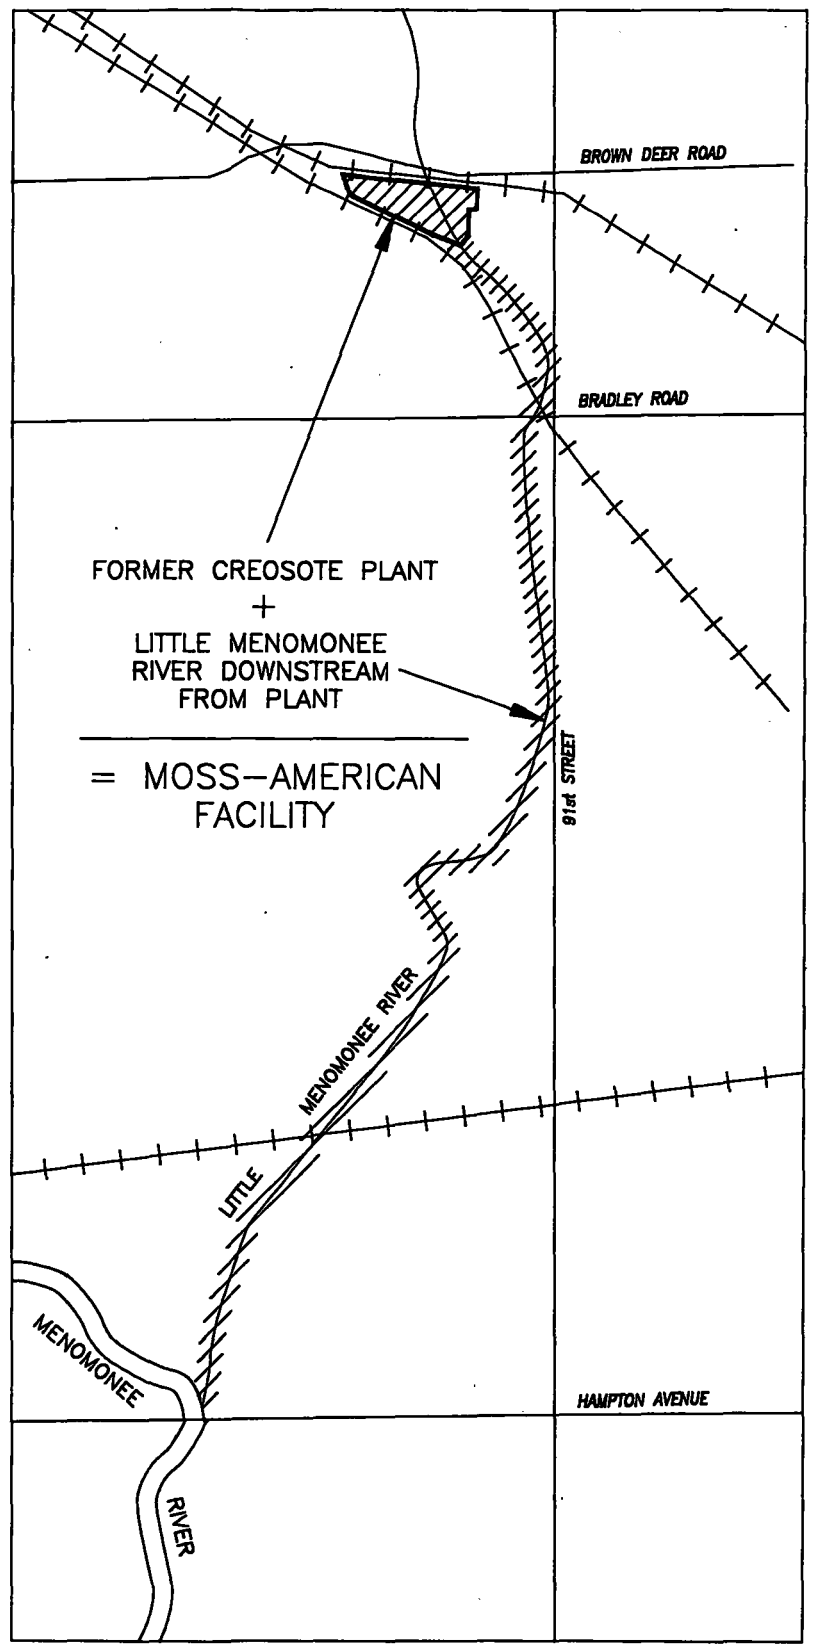 BROWN DEER ROAD
BRADLEY ROAD
FORMER CREOSOTE PLANT
+
LITTLE MENOMONEE
RIVER DOWNSTREAM
FROM PLANT
= MOSS–AMERICAN
FACILITY
91st STREET
LITTLE MENOMONEE RIVER
MENOMONEE RIVER
HAMPTON AVENUE